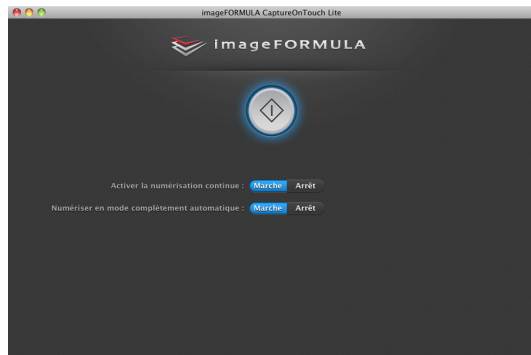 imageFORMULA CaptureOnTouch Lite
imageFORMULA
Activer la numérisation continue : Marche Arrêt
Numériser en mode complètement automatique : Marche Arrêt